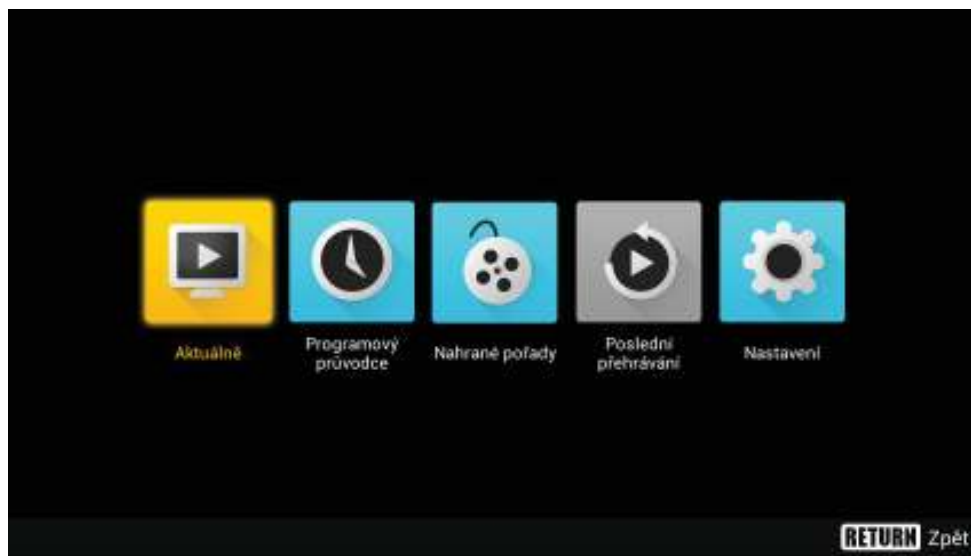 Aktuálně
Programový
průvodce
Nahrané pořady
Poslední
přehrávání
Nastavení
RETURN Zpět